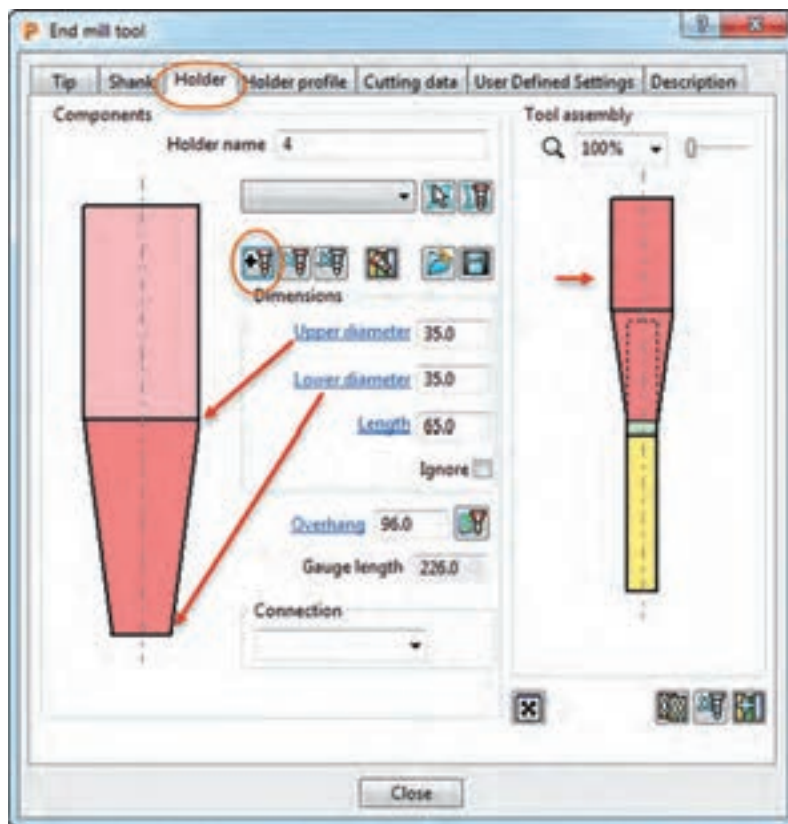 End mill tool
Tip Shank Holder Holder profile Cutting data User Defined Settings Description
Components
Holder name 4
Tool assembly
100%
Dimensions
Upper diameter 35.0
Lower diameter 35.0
Length 65.0
Ignore
Overhang 96.0
Gauge length 226.0
Connection
Close